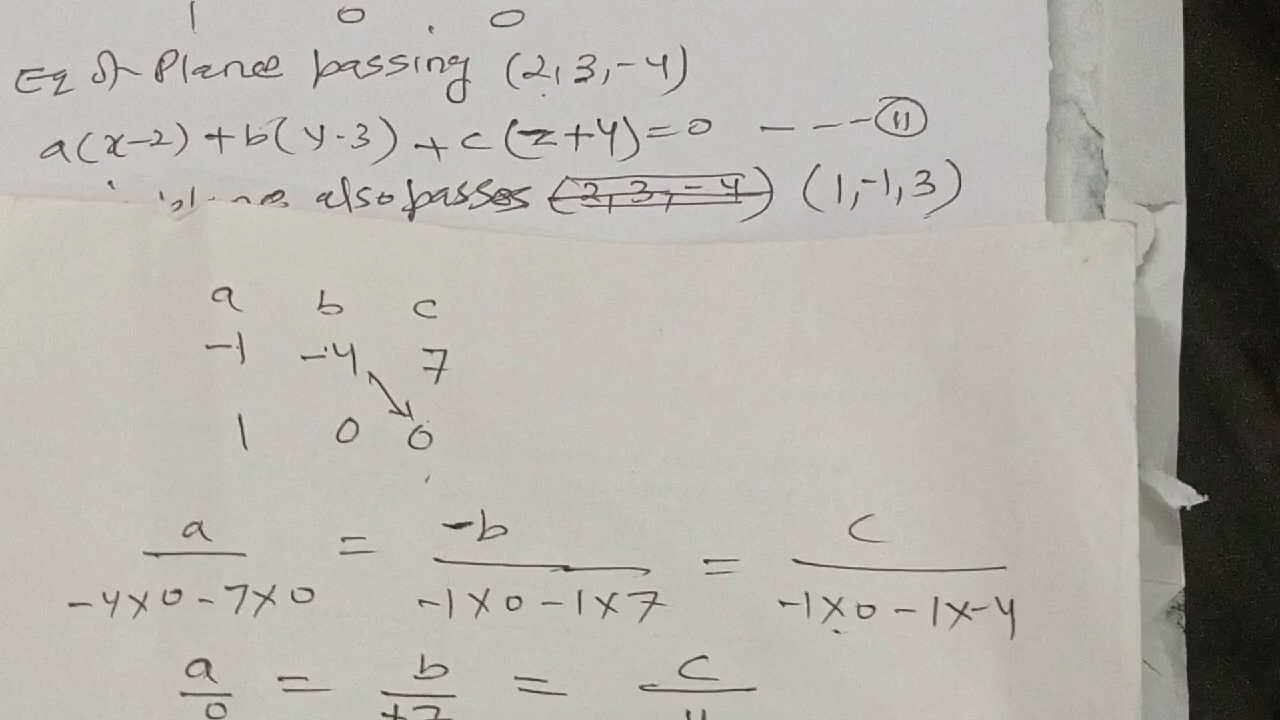 1 0 . 0
Eq of Planee passing (2,3,-4)
a(x-2)+b(y-3)+c(z+4)=0 ----(11)
also passes (2,3,-4) (1,-1,3)
a b c
-1 -4 7
1 0 0
a/(-4×0-7×0) = -b/(-1×0-1×7) = c/(-1×0-1×-4)
a/0 = b/+7 = c/4